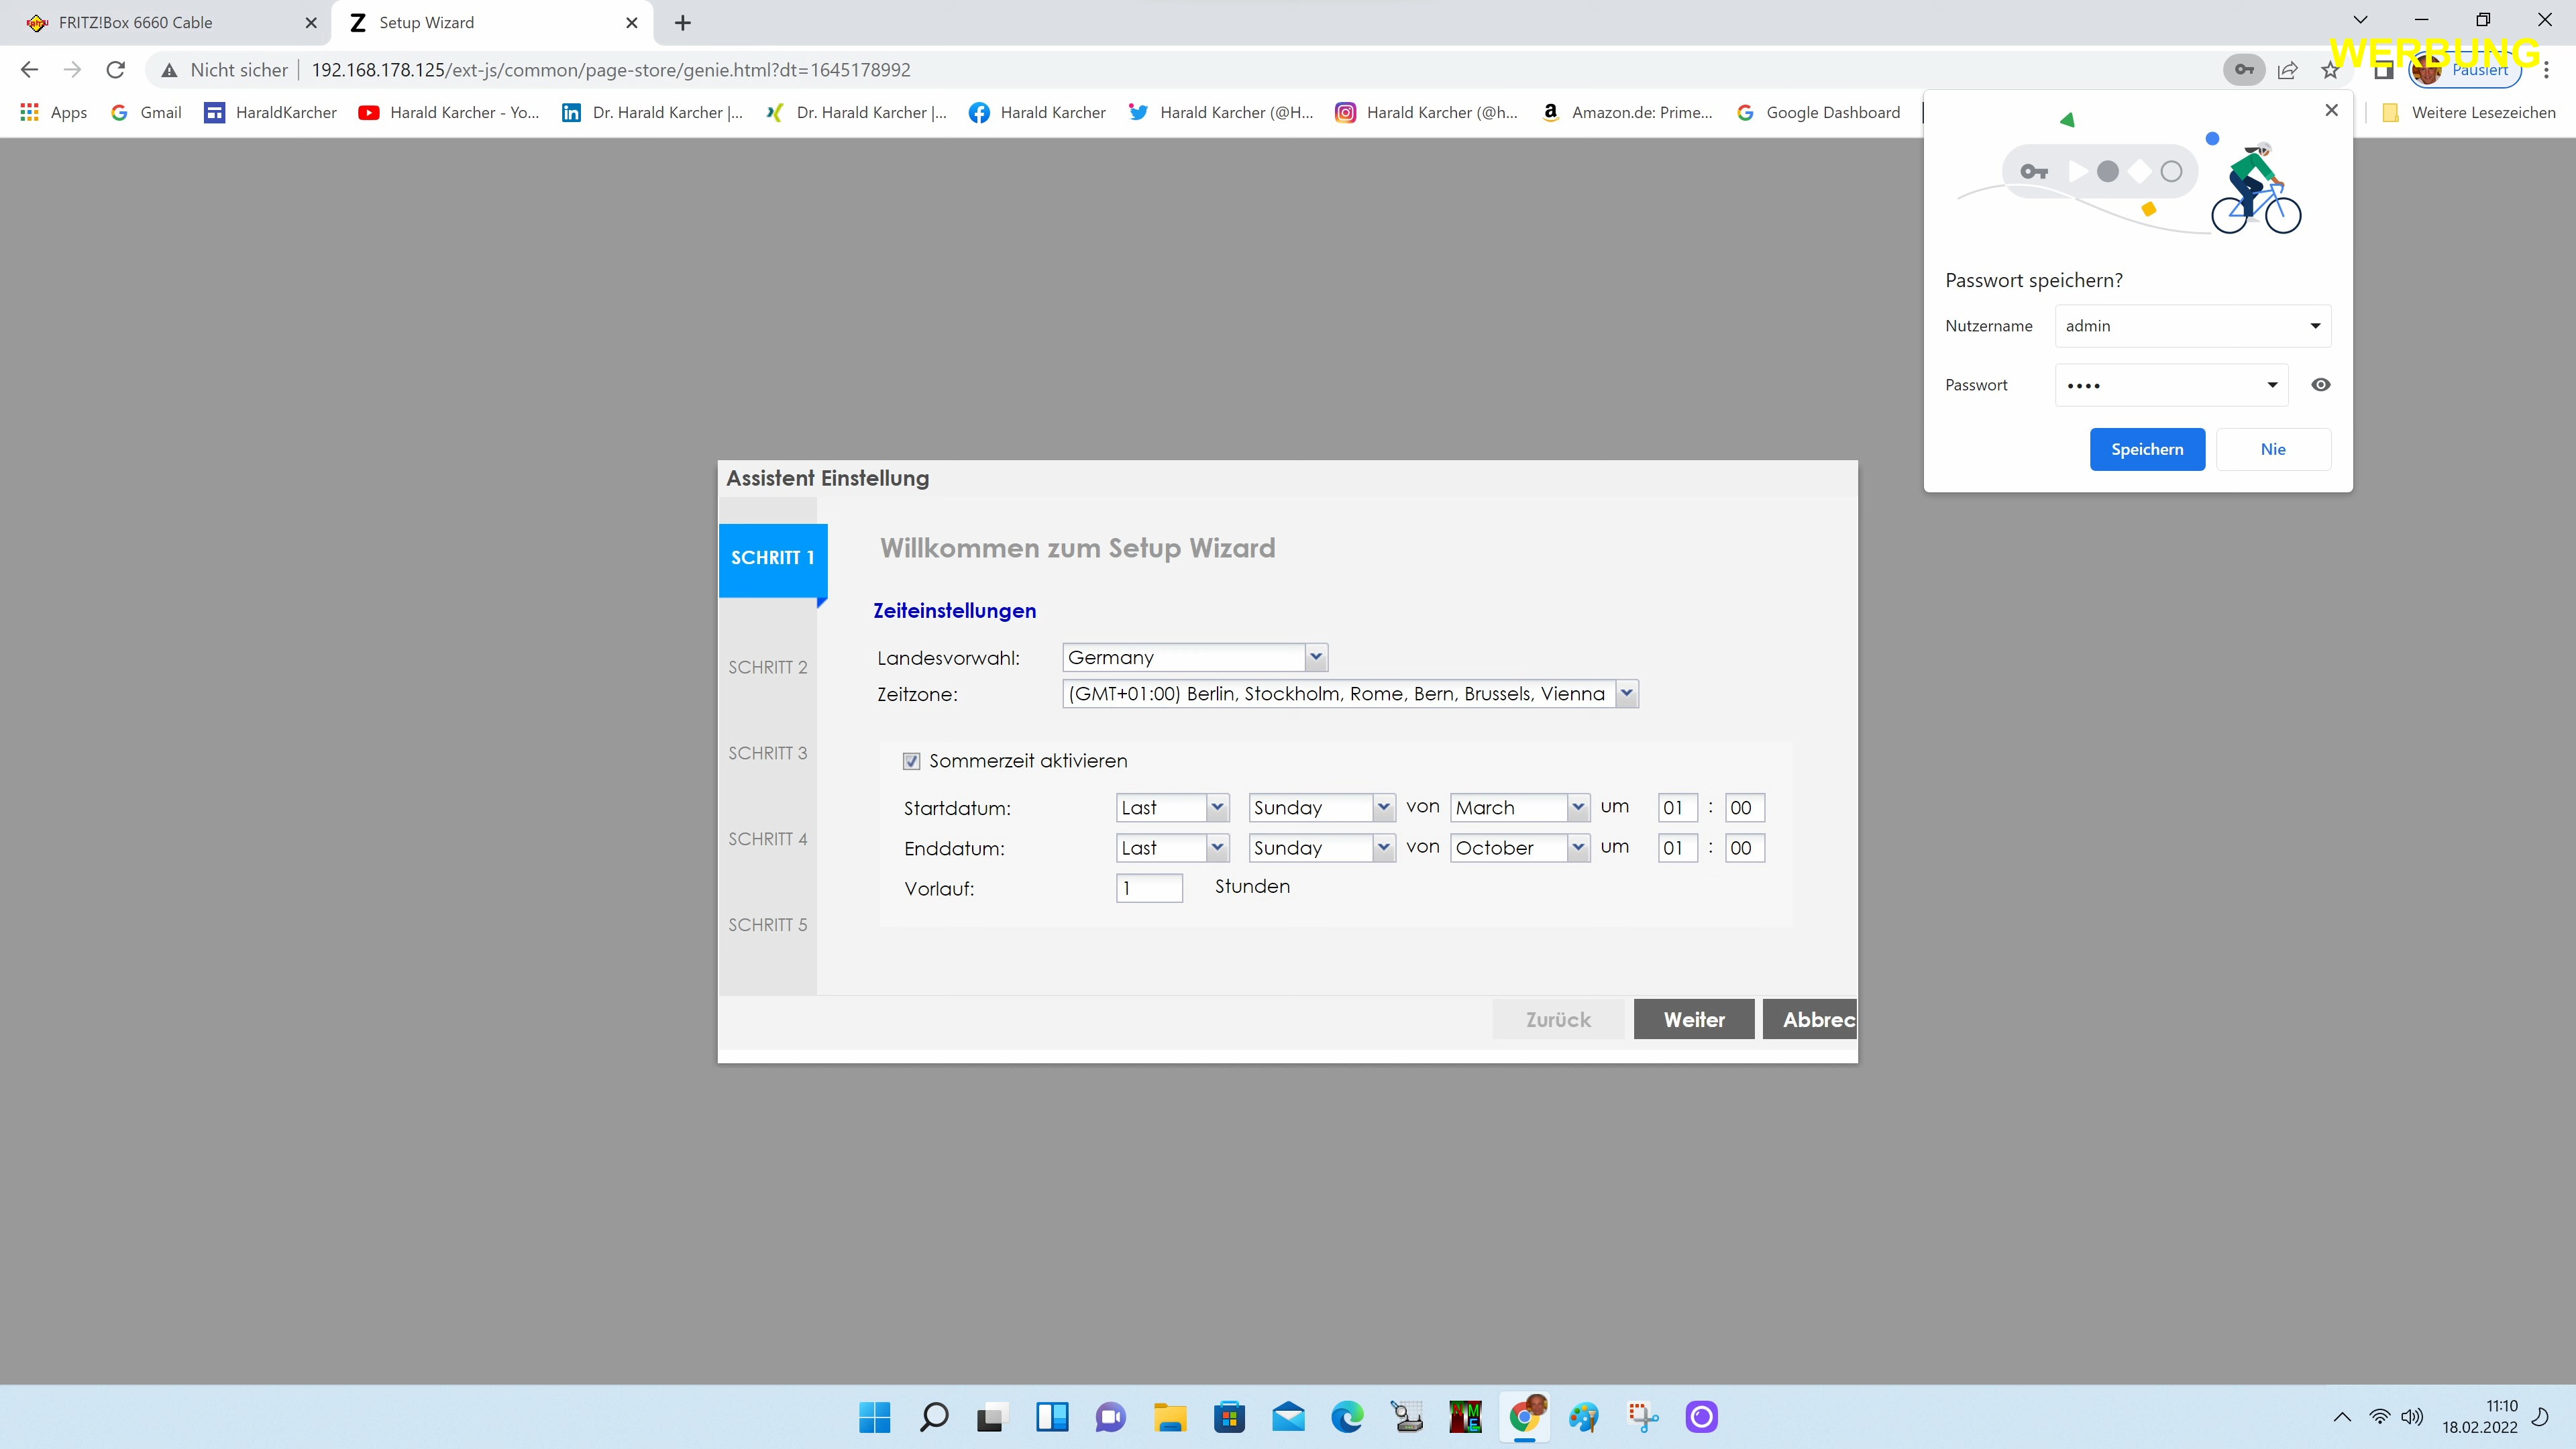 FRITZ!Box 6660 Cable
Setup Wizard
WERBUNG
Nicht sicher
192.168.178.125/ext-js/common/page-store/genie.html?dt=1645178992
Pausiert
Apps
Gmail
HaraldKarcher
Harald Karcher - Yo...
Dr. Harald Karcher |...
Dr. Harald Karcher |...
Harald Karcher
Harald Karcher (@H...
Harald Karcher (@h...
Amazon.de: Prime...
Google Dashboard
Weitere Lesezeichen
Passwort speichern?
Nutzername admin
Passwort ••••
Speichern Nie
Assistent Einstellung
SCHRITT 1
SCHRITT 2
SCHRITT 3
SCHRITT 4
SCHRITT 5
Willkommen zum Setup Wizard
Zeiteinstellungen
Landesvorwahl: Germany
Zeitzone: (GMT+01:00) Berlin, Stockholm, Rome, Bern, Brussels, Vienna
Sommerzeit aktivieren
Startdatum: Last Sunday von March um 01 : 00
Enddatum: Last Sunday von October um 01 : 00
Vorlauf: 1 Stunden
Zurück Weiter Abbrec
11:10
18.02.2022